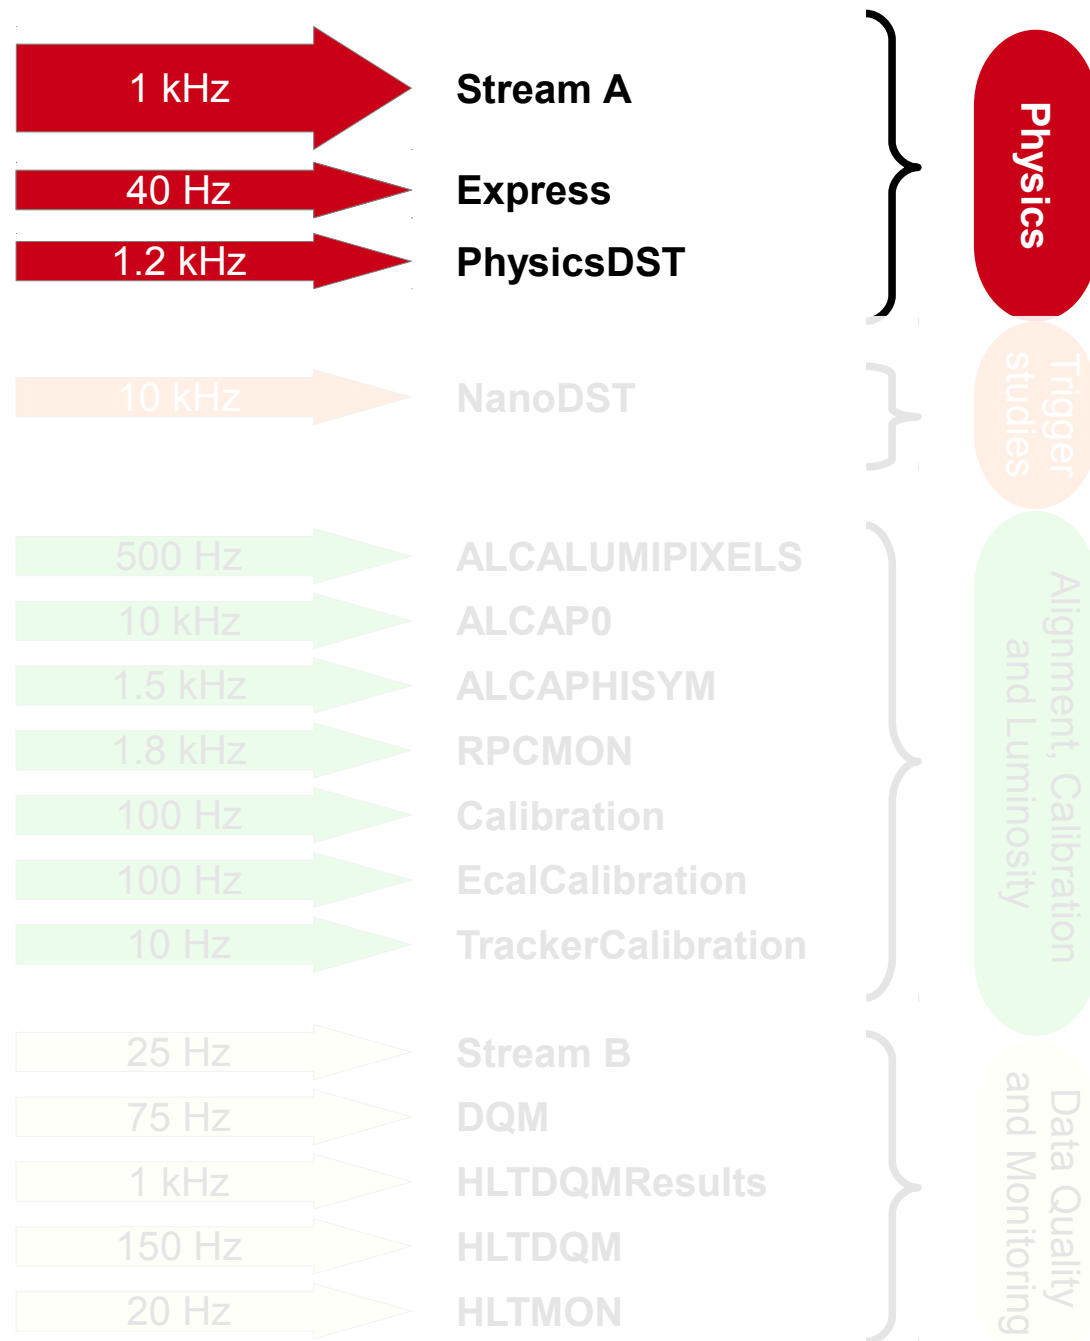 1 kHz Stream A
40 Hz Express
1.2 kHz PhysicsDST
Physics
10 kHz NanoDST
Trigger
studies
500 Hz ALCALUMIPIXELS
10 kHz ALCAP0
1.5 kHz ALCAPHISYM
1.8 kHz RPCMON
100 Hz Calibration
100 Hz EcalCalibration
10 Hz TrackerCalibration
Alignment, Calibration
and Luminosity
25 Hz Stream B
75 Hz DQM
1 kHz HLTDQMResults
150 Hz HLTDQM
20 Hz HLTMON
Data Quality
and Monitoring